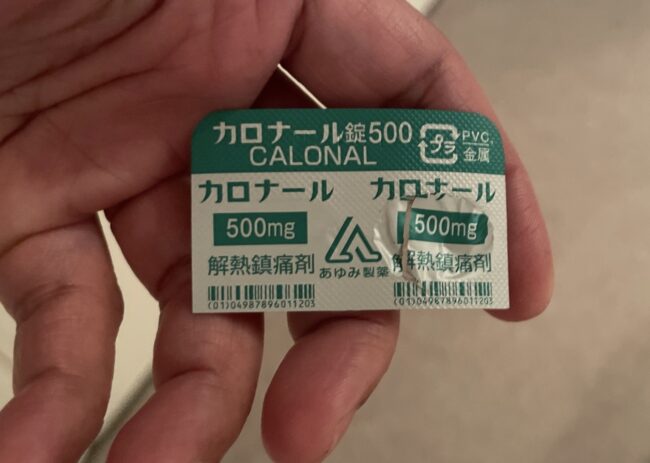 カロナール錠500
CALONAL
プラ
PVC,
金属
カロナール
500mg
解熱鎮痛剤
(01)04987896011203
あゆみ製薬
カロナール
500mg
解熱鎮痛剤
(01)04987896011203